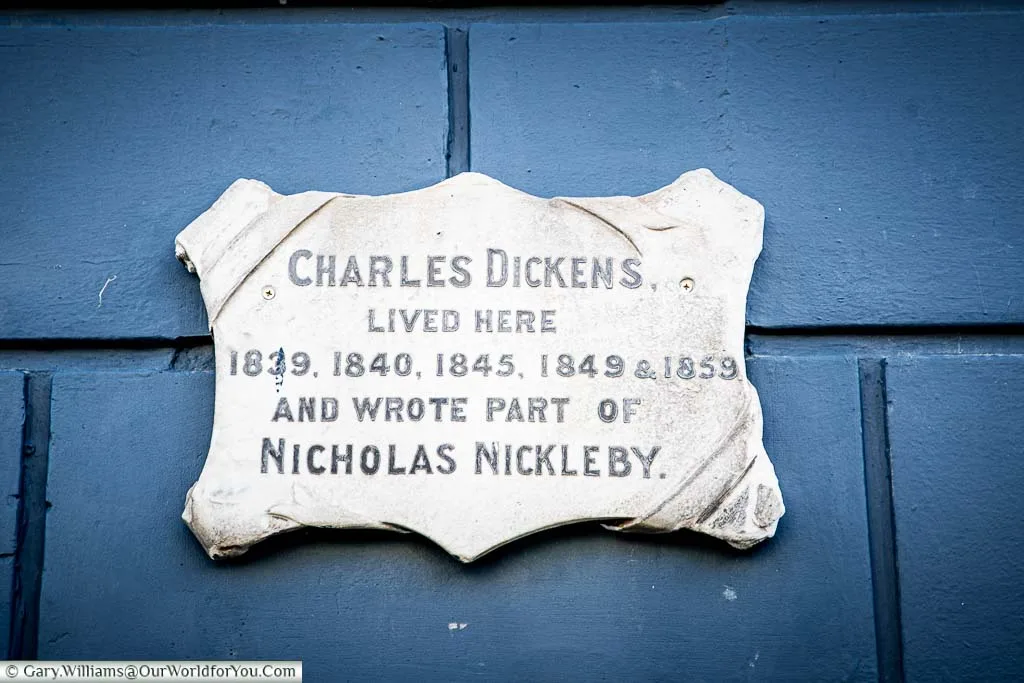 CHARLES DICKENS,
LIVED HERE
1839, 1840, 1845, 1849 & 1859
AND WROTE PART OF
NICHOLAS NICKLEBY.
© Gary.Williams@OurWorldforYou.Com